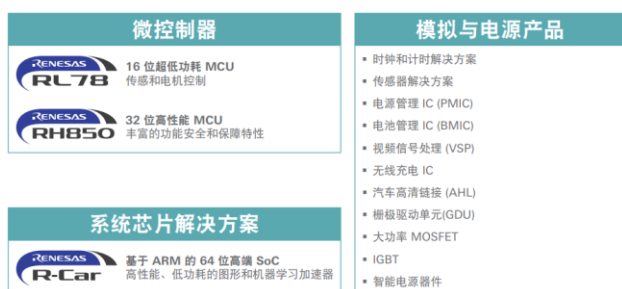 微控制器
RENESAS
RL78
16 位超低功耗 MCU
传感和电机控制
RENESAS
RH850
32 位高性能 MCU
丰富的功能安全和保障特性
系统芯片解决方案
RENESAS
R-Car
基于 ARM 的 64 位高端 SoC
高性能、低功耗的图形和机器学习加速器
模拟与电源产品
▪ 时钟和计时解决方案
▪ 传感器解决方案
▪ 电源管理 IC (PMIC)
▪ 电池管理 IC (BMIC)
▪ 视频信号处理 (VSP)
▪ 无线充电 IC
▪ 汽车高清链接 (AHL)
▪ 栅极驱动单元(GDU)
▪ 大功率 MOSFET
▪ IGBT
▪ 智能电源器件